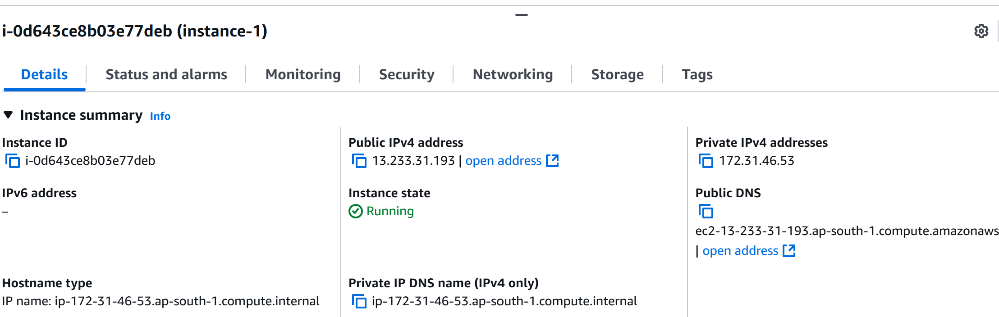 i-0d643ce8b03e77deb (instance-1)
Details
Status and alarms
Monitoring
Security
Networking
Storage
Tags
Instance summary Info
Instance ID
i-0d643ce8b03e77deb
Public IPv4 address
13.233.31.193 | open address
Private IPv4 addresses
172.31.46.53
IPv6 address
–
Instance state
Running
Public DNS
ec2-13-233-31-193.ap-south-1.compute.amazonaws
| open address
Hostname type
IP name: ip-172-31-46-53.ap-south-1.compute.internal
Private IP DNS name (IPv4 only)
ip-172-31-46-53.ap-south-1.compute.internal